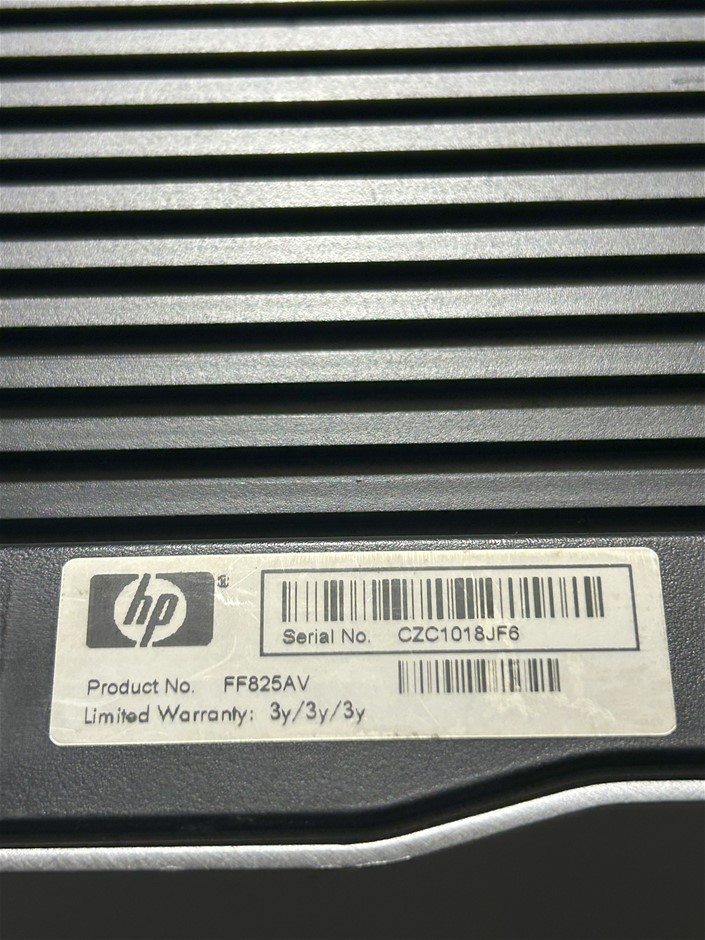 hp®
Serial No. CZC1018JF6
Product No. FF825AV
Limited Warranty: 3y/3y/3y